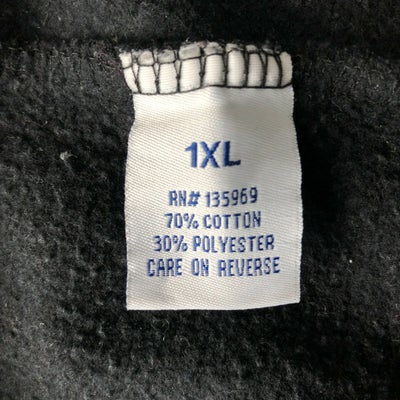 1XL
RN# 135969
70% COTTON
30% POLYESTER
CARE ON REVERSE